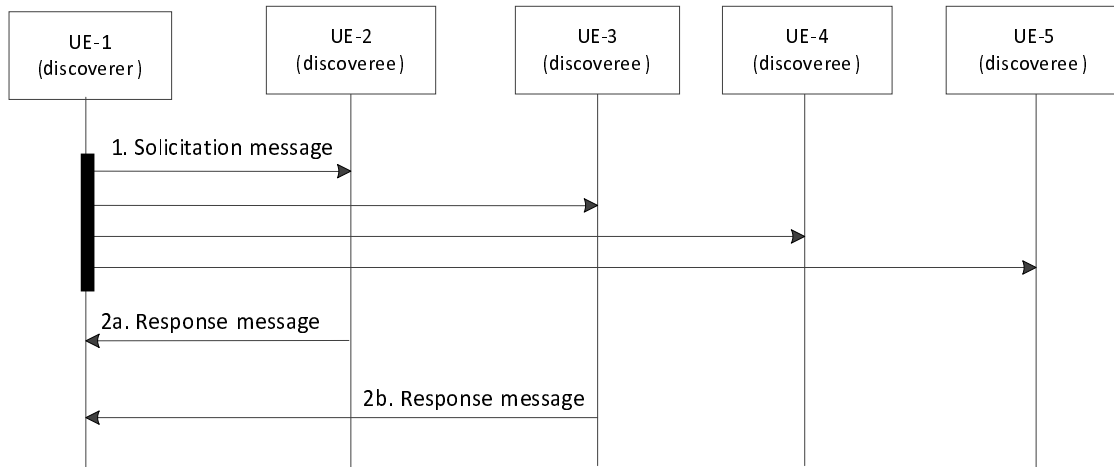 UE-1
(discoverer)
UE-2
(discoveree)
UE-3
(discoveree)
UE-4
(discoveree)
UE-5
(discoveree)
1. Solicitation message
2a. Response message
2b. Response message